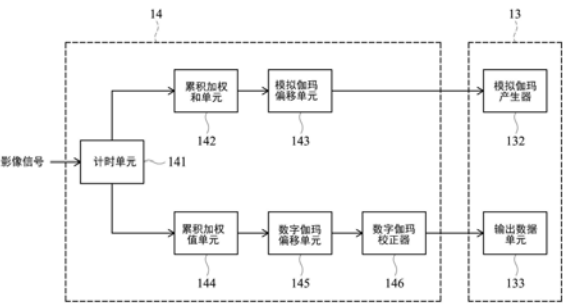 14
13
累积加权
和单元
142
模拟伽玛
偏移单元
143
模拟伽玛
产生器
132
影像信号
计时单元
141
累积加权
值单元
144
数字伽玛
偏移单元
145
数字伽玛
校正器
146
输出数据
单元
133